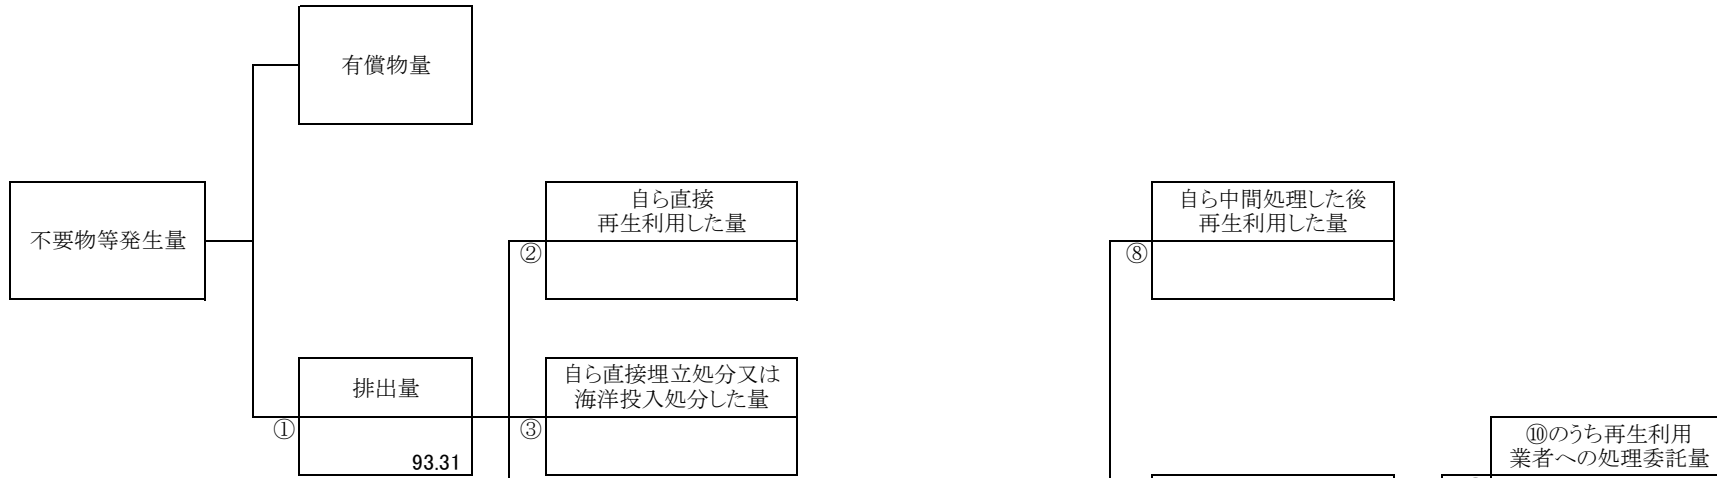 有償物量
不要物等発生量
自ら直接
再生利用した量
②
自ら中間処理した後
再生利用した量
⑧
排出量
①
93.31
自ら直接埋立処分又は
海洋投入処分した量
③
⑩のうち再生利用
業者への処理委託量